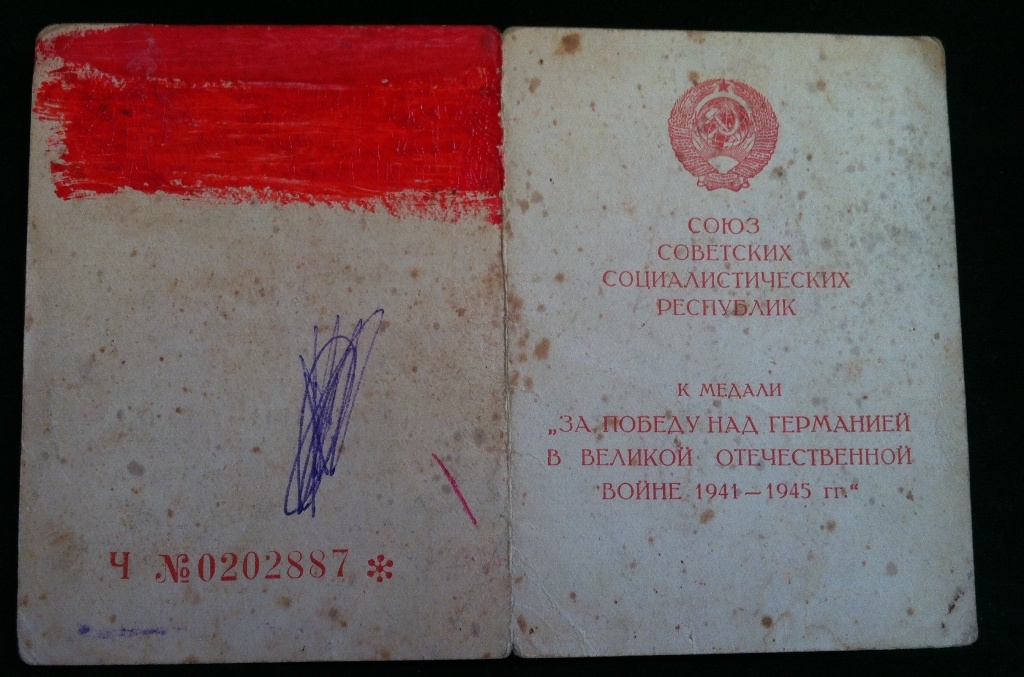 Ч №0202887 *
СОЮЗ
СОВЕТСКИХ
СОЦИАЛИСТИЧЕСКИХ
РЕСПУБЛИК
К МЕДАЛИ
„ЗА ПОБЕДУ НАД ГЕРМАНИЕЙ
В ВЕЛИКОЙ ОТЕЧЕСТВЕННОЙ
ВОЙНЕ 1941—1945 гг.“